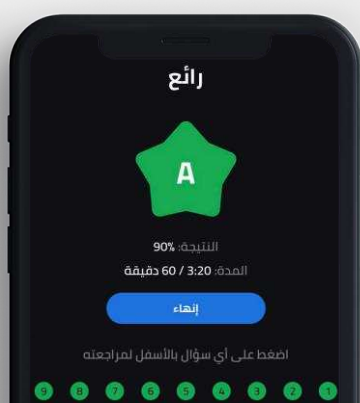 رائع
A
النتيجة: 90%
المدة: 3:20 / 60 دقيقة
إنهاء
اضغط على أي سؤال بالأسفل لمراجعته
1 2 3 4 5 6 7 8 9